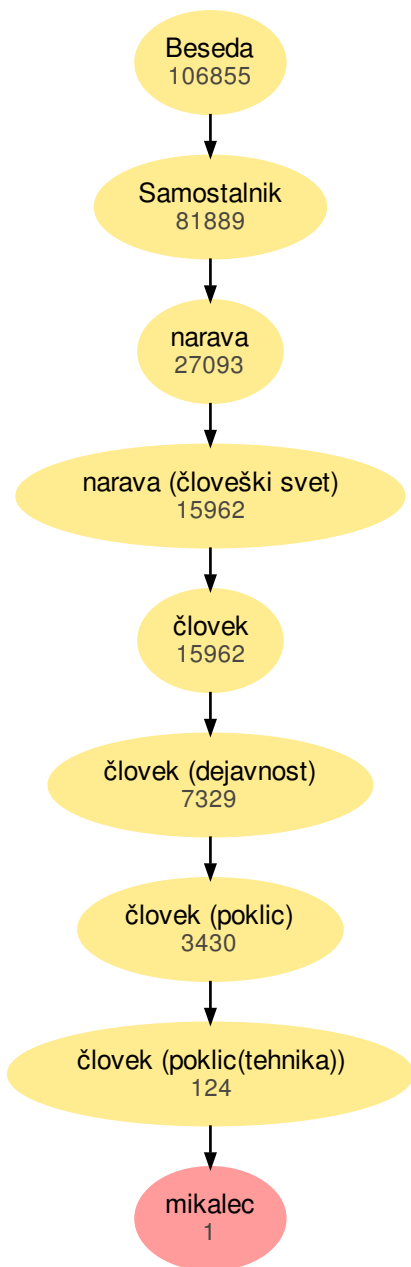 Beseda
106855
Samostalnik
81889
narava
27093
narava (človeški svet)
15962
človek
15962
človek (dejavnost)
7329
človek (poklic)
3430
človek (poklic(tehnika))
124
mikalec
1